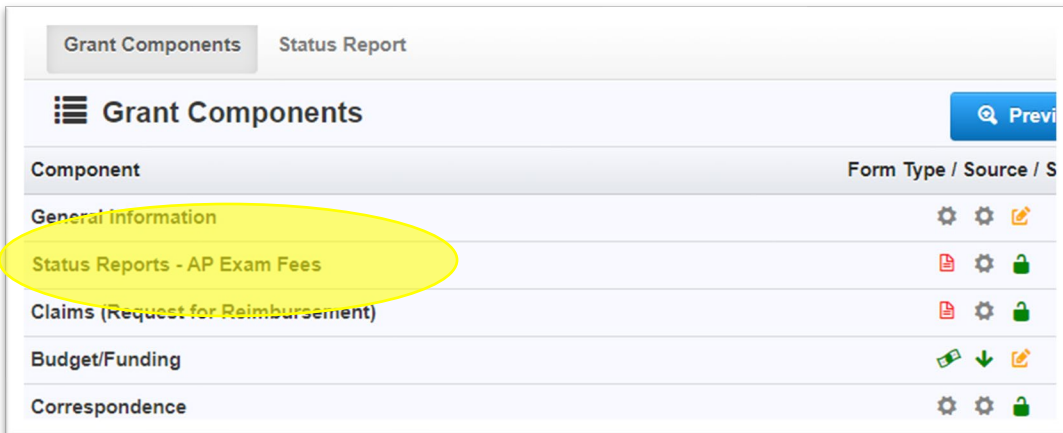 Grant Components Status Report
Grant Components Previ
Component Form Type / Source / S
General Information
Status Reports - AP Exam Fees
Claims (Request for Reimbursement)
Budget/Funding
Correspondence